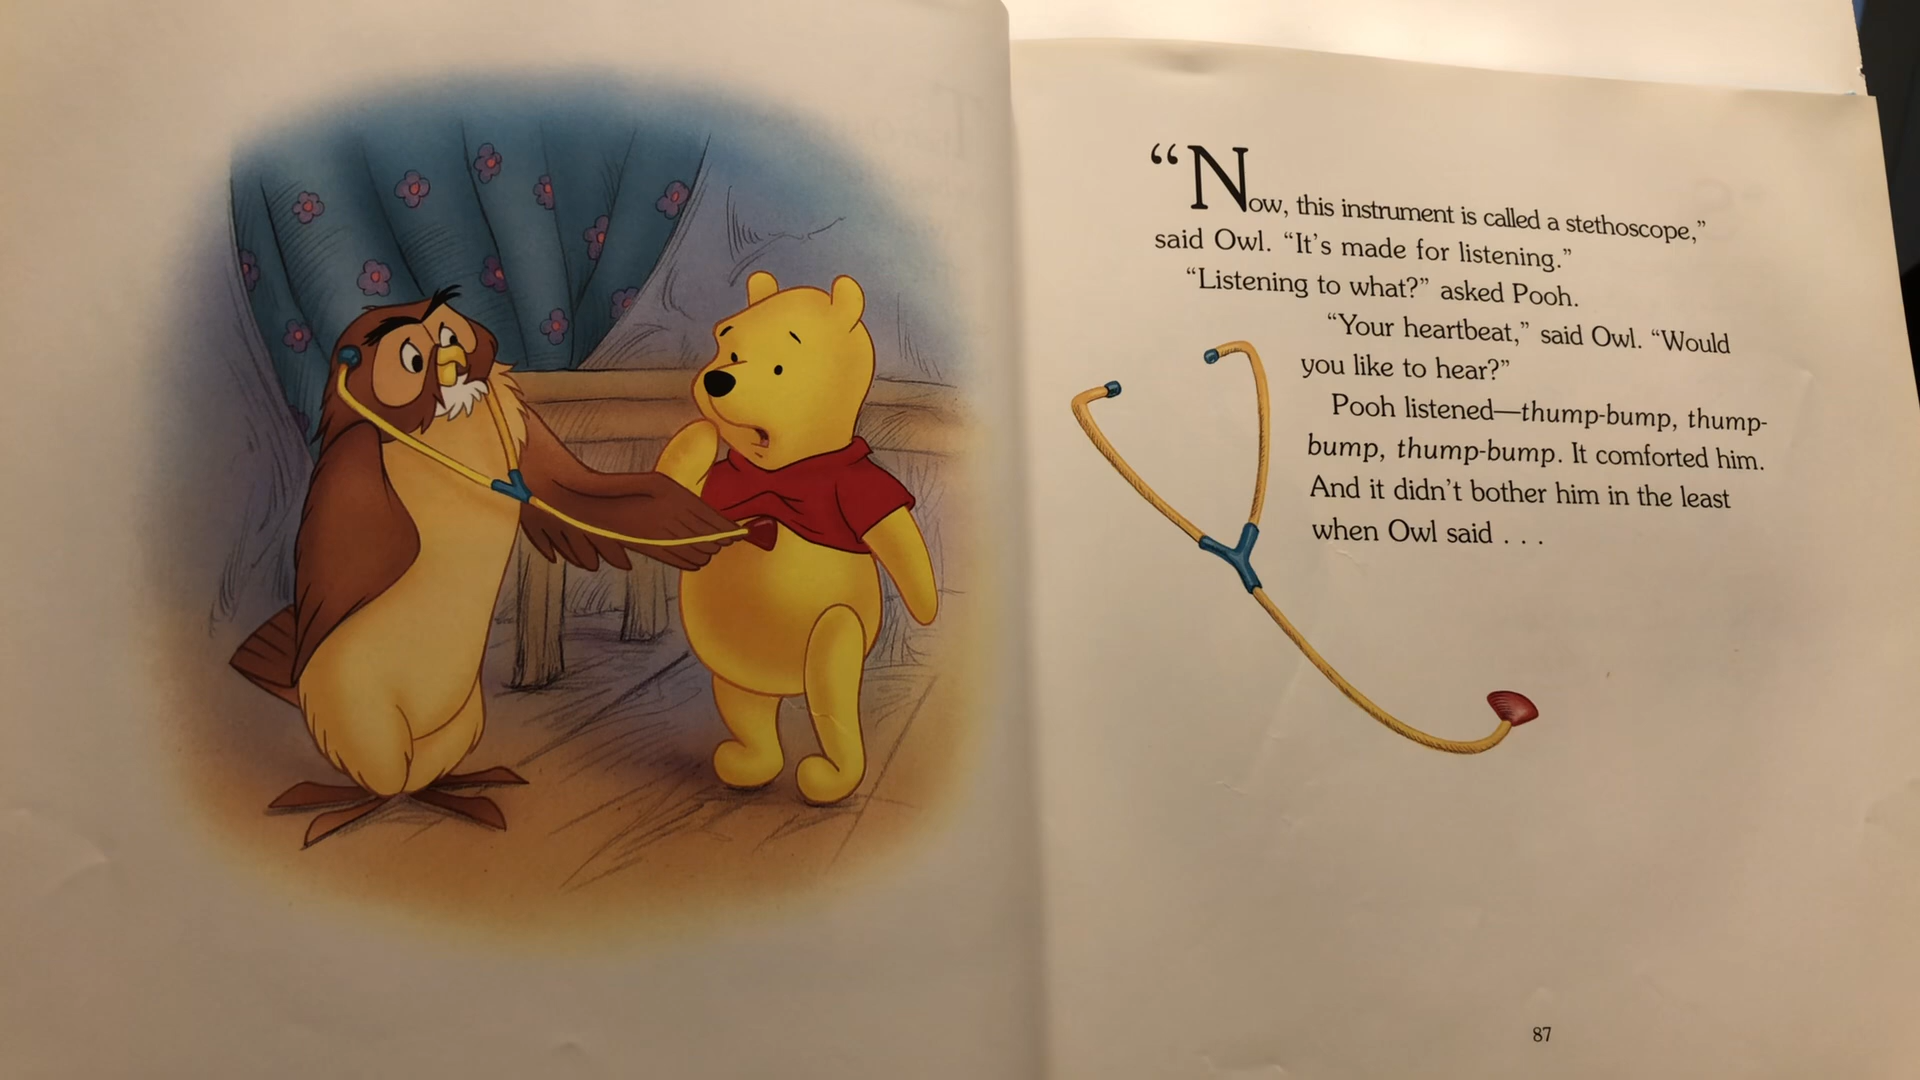 “Now, this instrument is called a stethoscope,”
said Owl. “It’s made for listening.”
“Listening to what?” asked Pooh.
“Your heartbeat,” said Owl. “Would
you like to hear?”
Pooh listened—thump-bump, thump-
bump, thump-bump. It comforted him.
And it didn’t bother him in the least
when Owl said . . .
87